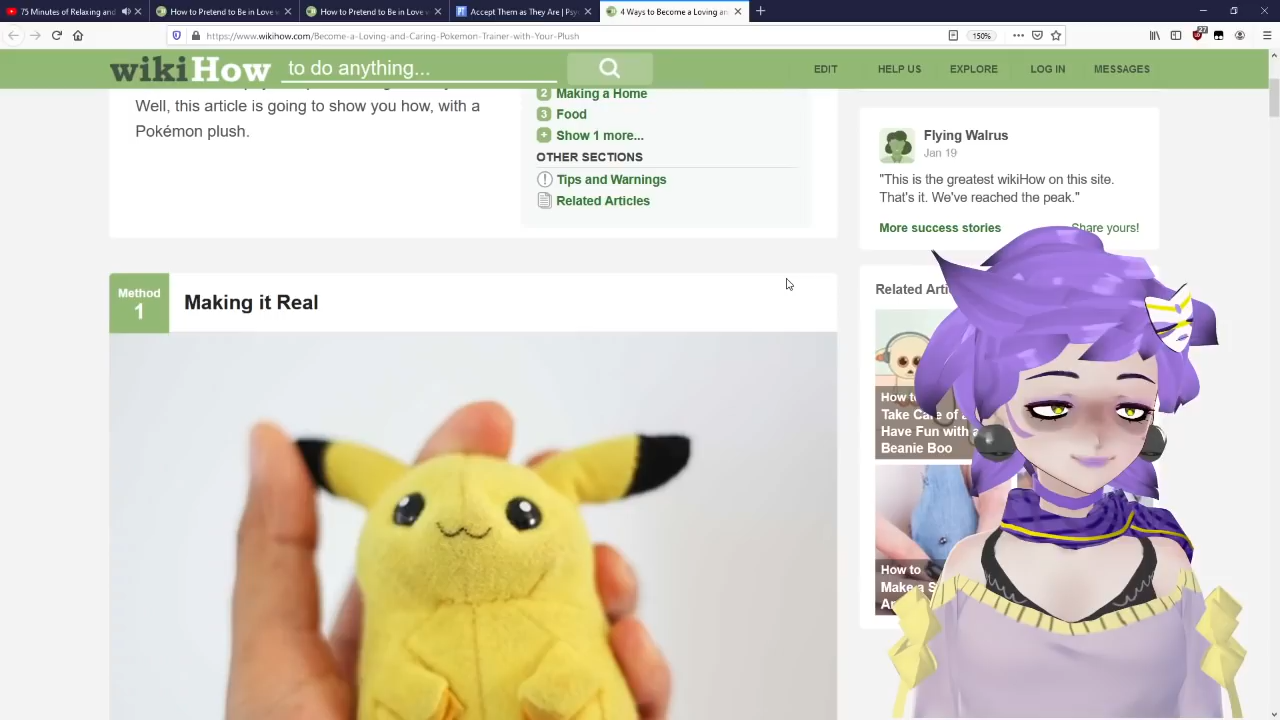 75 Minutes of Relaxing and
How to Pretend to Be in Love w
How to Pretend to Be in Love w
Accept Them as They Are | Psy
4 Ways to Become a Loving an
https://www.wikihow.com/Become-a-Loving-and-Caring-Pokemon-Trainer-with-Your-Plush
150%
27
wikiHow
to do anything...
EDIT
HELP US
EXPLORE
LOG IN
MESSAGES
Well, this article is going to show you how, with a
Pokémon plush.
2 Making a Home
3 Food
+ Show 1 more...
OTHER SECTIONS
Tips and Warnings
Related Articles
Flying Walrus
Jan 19
"This is the greatest wikiHow on this site.
That's it. We've reached the peak."
More success stories
Share yours!
Method
1
Making it Real
Related
How to
Take Care of
Have Fun with a
Beanie Boo
How to
Make a